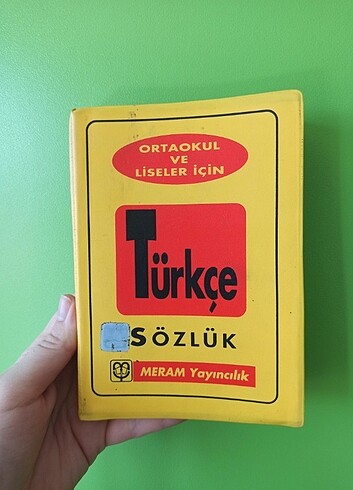 ORTAOKUL
VE
LİSELER İÇİN
Türkçe
SÖZLÜK
MERAM Yayıncılık